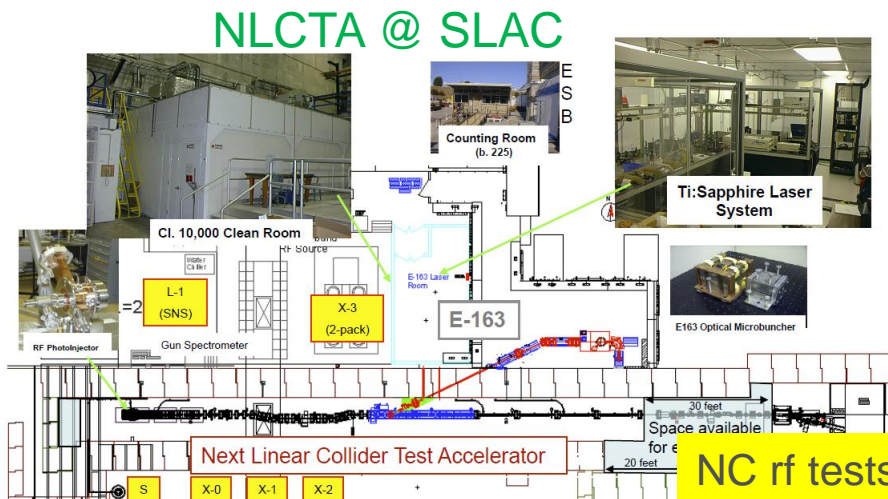 NLCTA @ SLAC
E
S
B
Counting Room
(b. 225)
Ti:Sapphire Laser
System
Cl. 10,000 Clean Room
RF Source
Water
Chiller
E-163 Laser
Room
N
L-1
(SNS)
=2
X-3
(2-pack)
E-163
E163 Optical Microbuncher
RF PhotoInjector
Gun Spectrometer
30 feet
Space available
for e
20 feet
Next Linear Collider Test Accelerator
NC rf tests
S
X-0
X-1
X-2